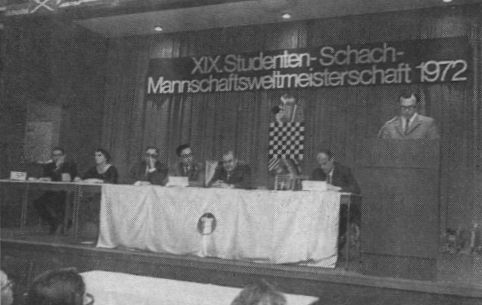 XIX. Studenten-Schach-
Mannschaftsweltmeisterschaft 1972